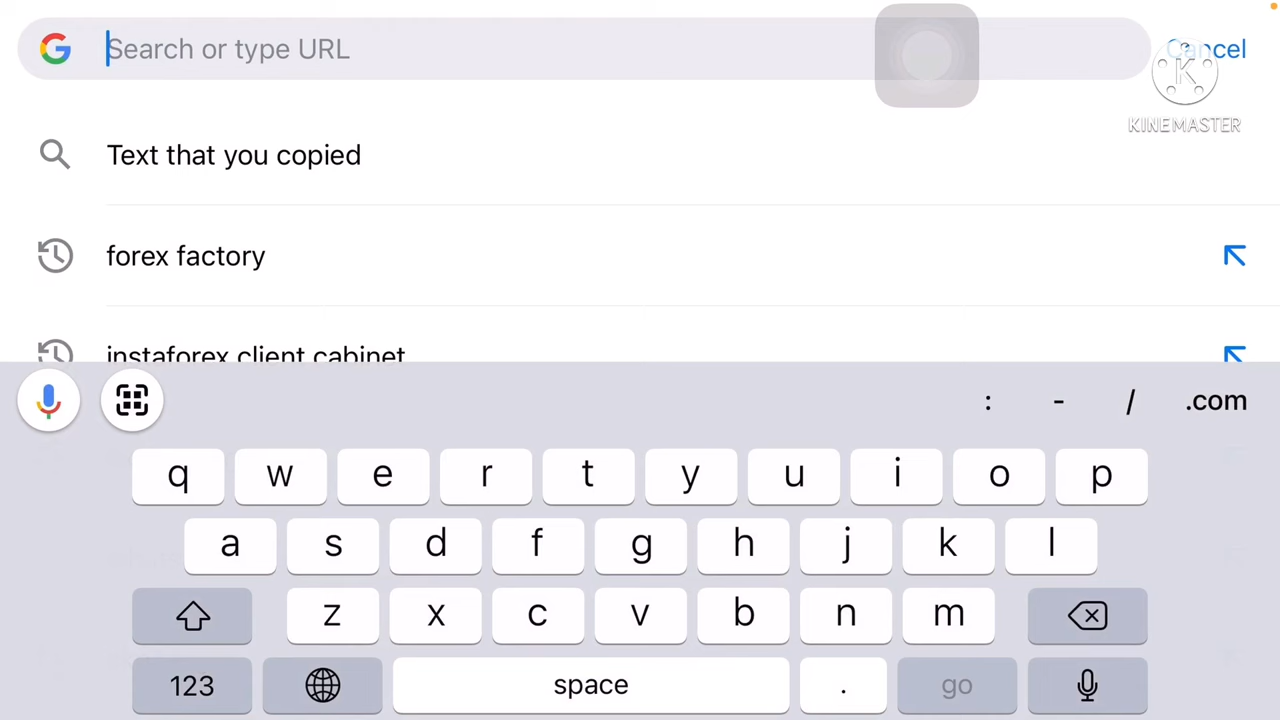 Search or type URL
Cancel
K
KINEMASTER
Text that you copied
forex factory
instaforex client cabinet
: - / .com
q w e r t y u i o p
a s d f g h j k l
z x c v b n m
123 space . go